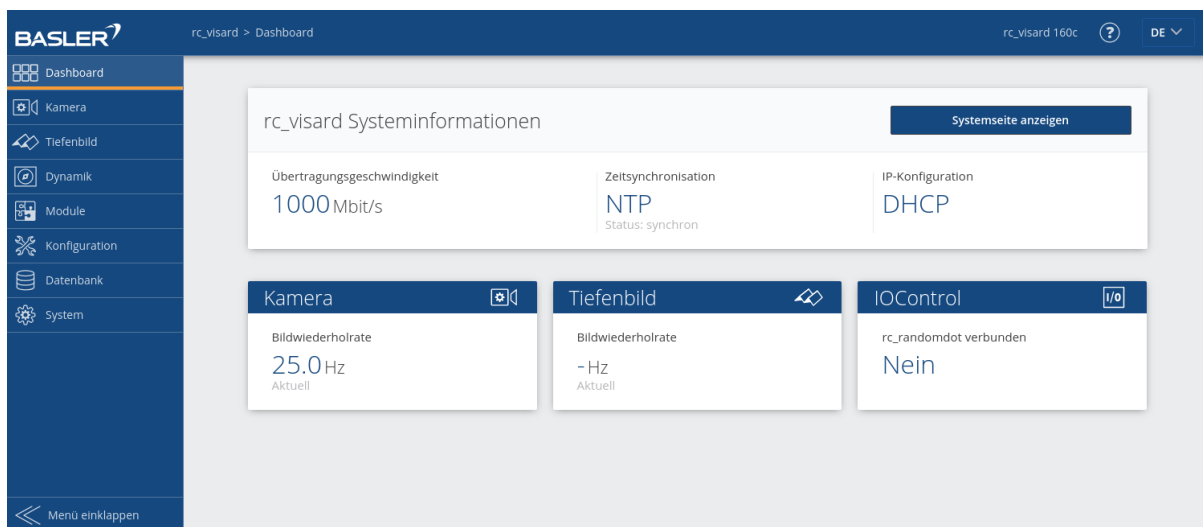 BASLER
rc_visard > Dashboard
rc_visard 160c
?
DE
Dashboard
Kamera
Tiefenbild
Dynamik
Module
Konfiguration
Datenbank
System
Menü einklappen
rc_visard Systeminformationen
Systemseite anzeigen
Übertragungsgeschwindigkeit
1000 Mbit/s
Zeitsynchronisation
NTP
Status: synchron
IP-Konfiguration
DHCP
Kamera
Bildwiederholrate
25.0 Hz
Aktuell
Tiefenbild
Bildwiederholrate
- Hz
Aktuell
IOControl
I/O
rc_randomdot verbunden
Nein